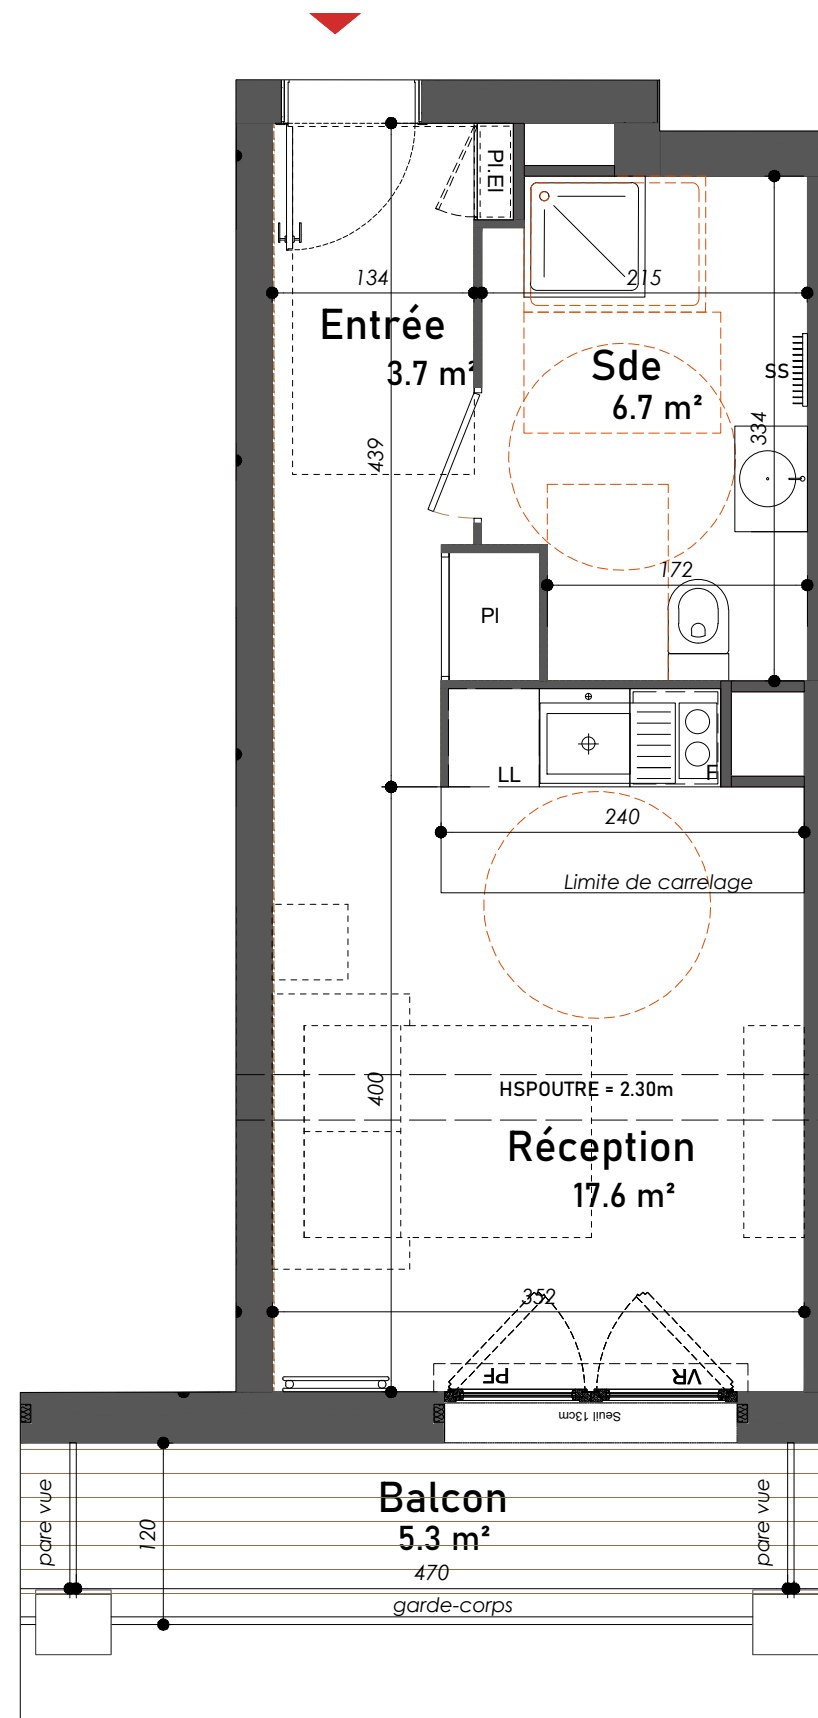 Pl.El
134
215
Entrée
3.7 m²
Sde
6.7 m²
SS
334
439
172
Pl
LL
F
240
Limite de carrelage
400
HSPOUTRE = 2.30m
Réception
17.6 m²
352
PF
VR
Seuil 13cm
pare vue
120
Balcon
5.3 m²
470
garde-corps
pare vue